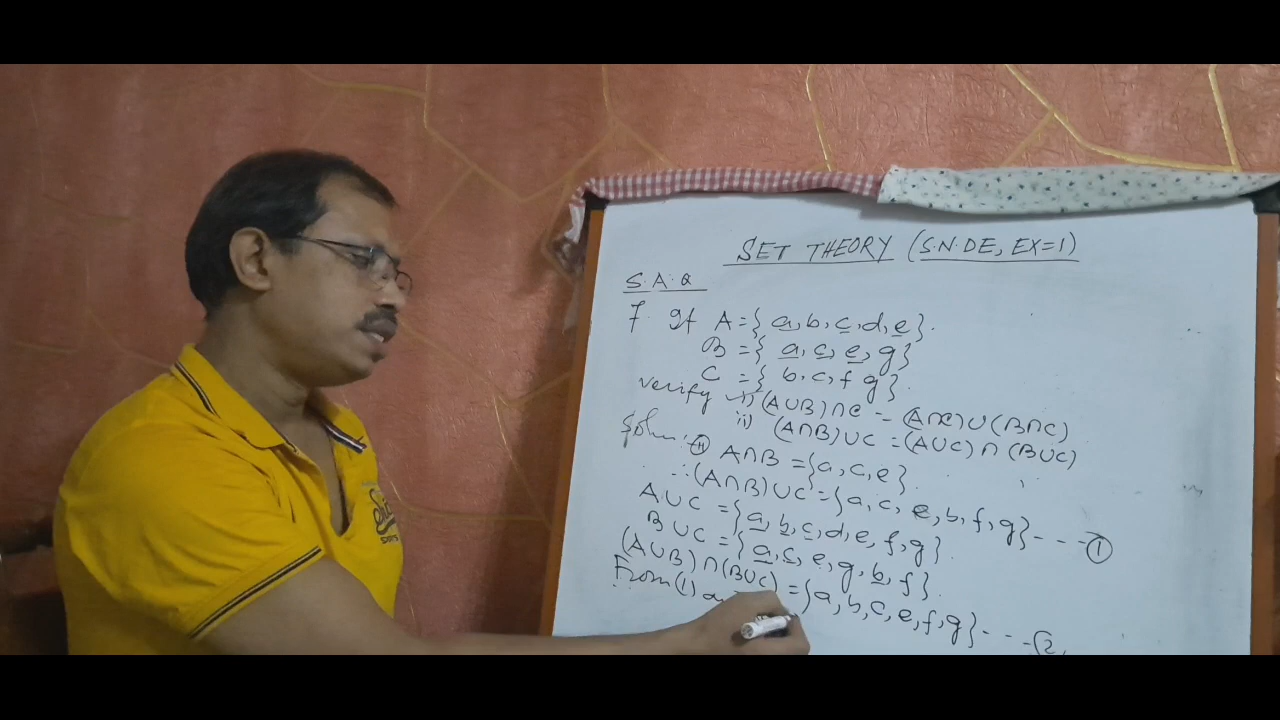 SET THEORY (S.N.DE, EX=1)
S.A.Q
7. If A={ a, b, c, d, e}.
B={ a, c, e, g}
C={ b, c, f g}.
verify i) (A∪B)∩C = (A∩C)∪(B∩C)
ii) (A∩B)∪C =(A∪C)∩(B∪C)
Soln: ii A∩B ={a, c, e}.
∴(A∩B)∪C ={a, c, e, b, f, g}---①
A∪C ={a, b, c, d, e, f, g}.
B∪C ={a, c, e, g, b, f}.
(A∪B)∩(B∪C) ={a, b, c, e, f, g}---(2
From (1) a